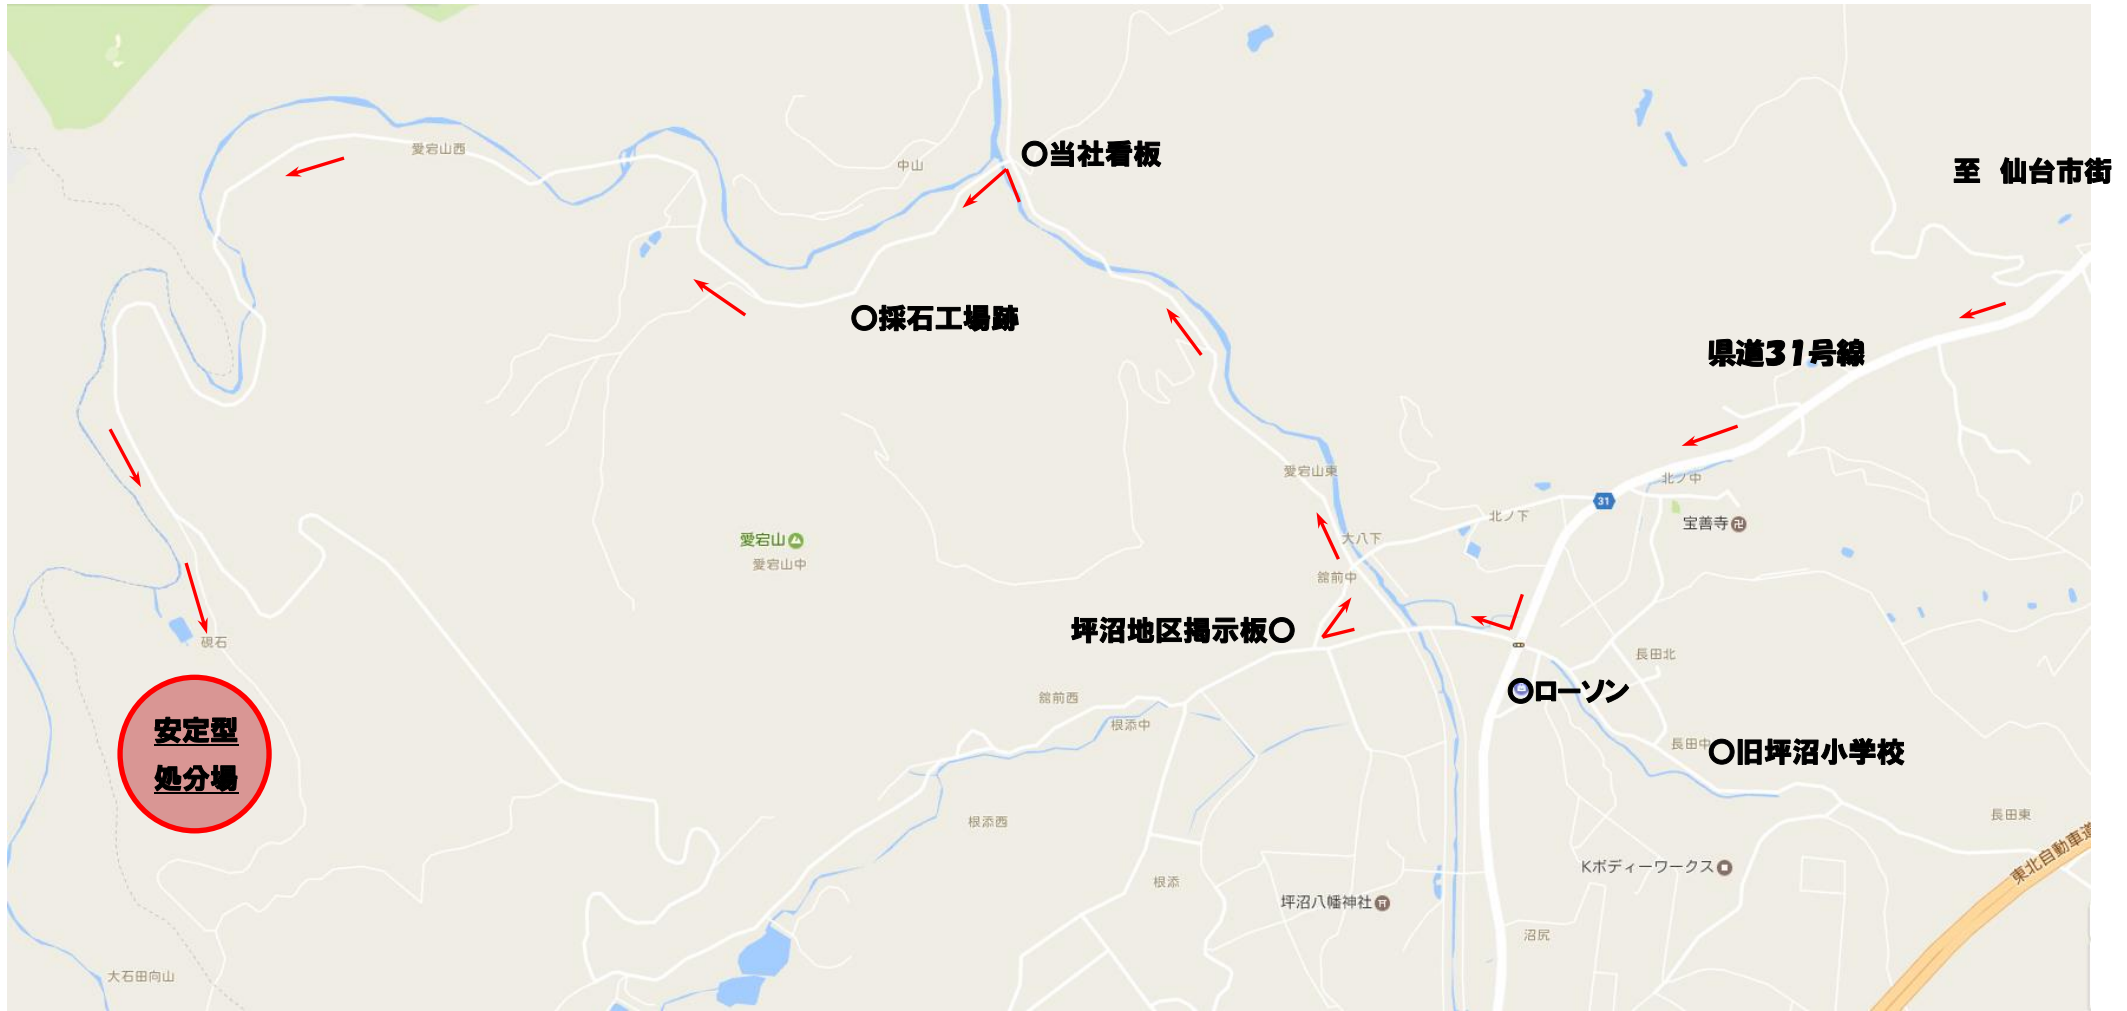 愛宕山西
中山
〇当社看板
至 仙台市街
〇採石工場跡
県道31号線
愛宕山東
北ノ中
31
北ノ下
宝善寺
愛宕山
愛宕山中
大八下
舘前中
坪沼地区掲示板〇
硯石
長田北
〇ローソン
舘前西
根添中
安定型
処分場
長田中
〇旧坪沼小学校
根添西
長田東
東北自動車道
Kボディーワークス
根添
坪沼八幡神社
沼尻
大石田向山